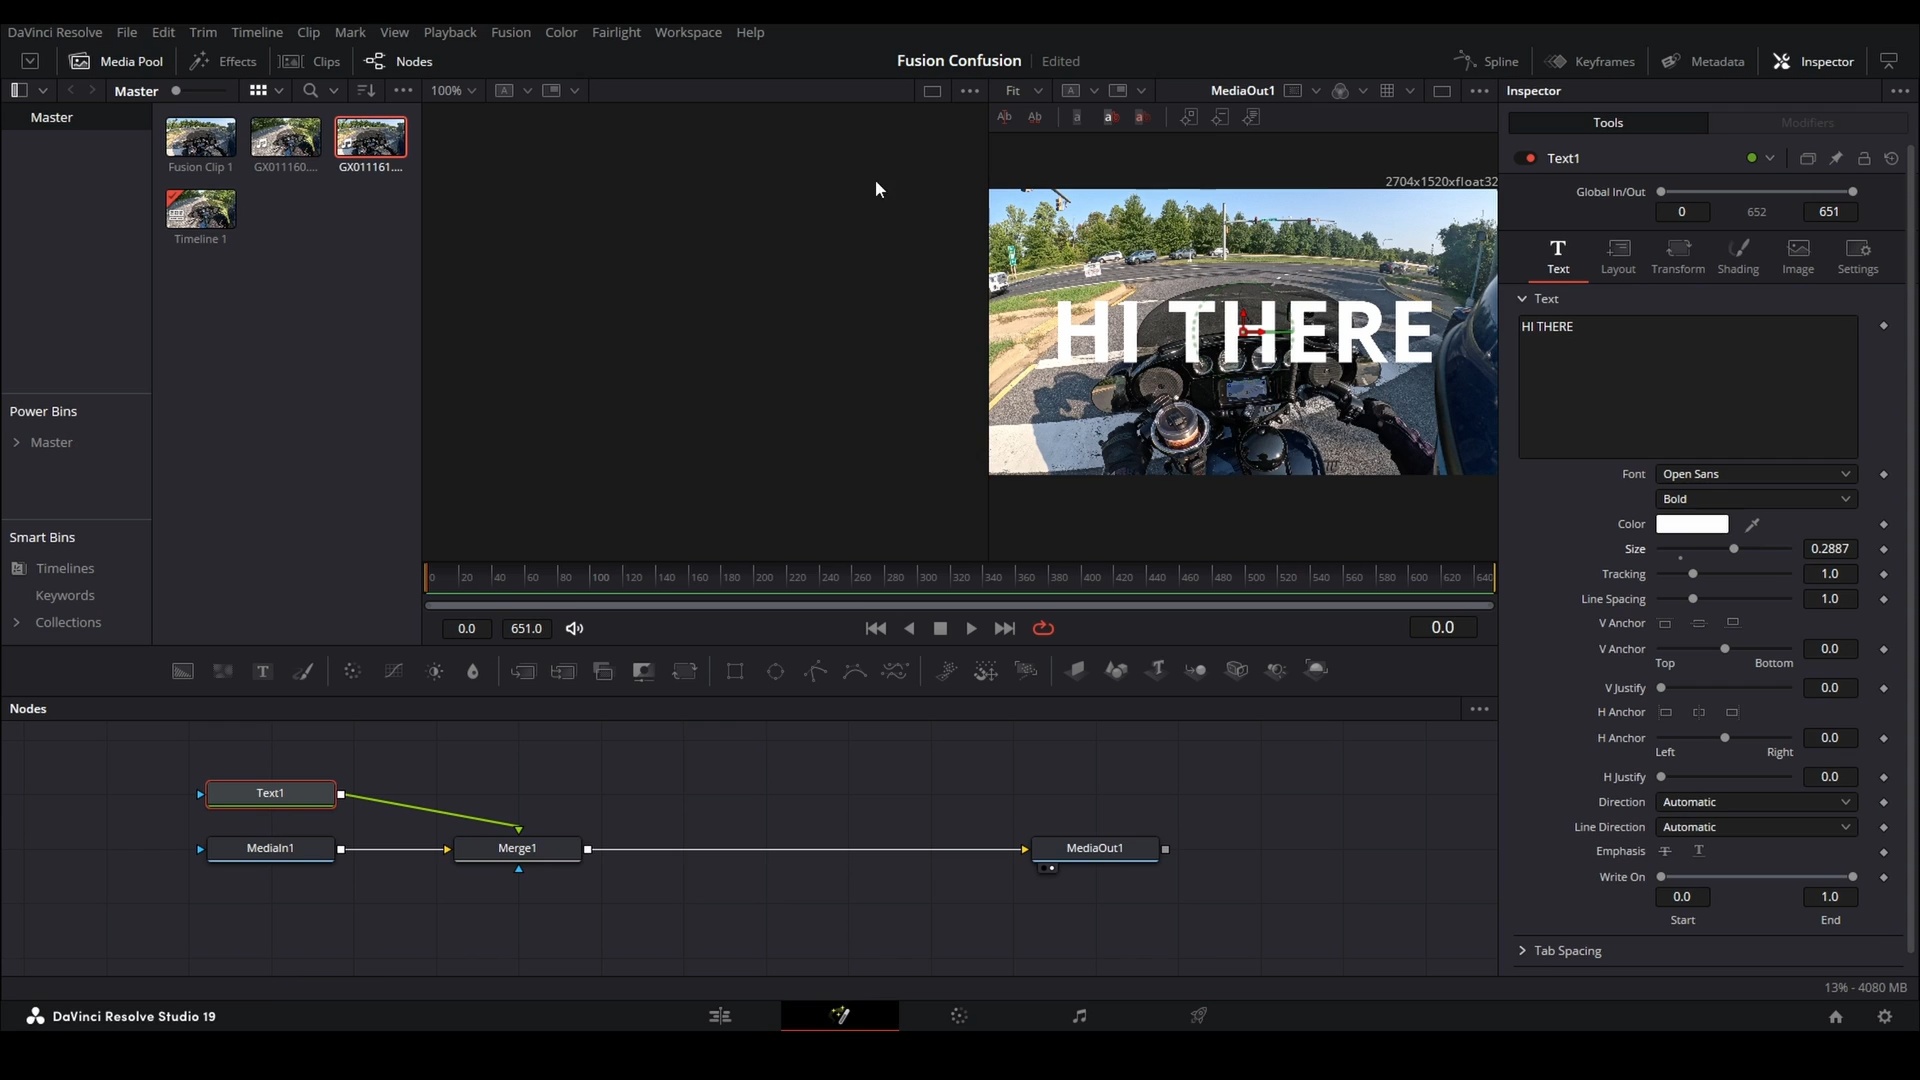 DaVinci Resolve File Edit Trim Timeline Clip Mark View Playback Fusion Color Fairlight Workspace Help
Media Pool Effects Clips Nodes Fusion Confusion Edited Spline Keyframes Metadata Inspector
Master 100% Fit MediaOut1 Inspector
Master
Fusion Clip 1 GX011160.... GX011161....
Timeline 1
Power Bins
Master
Smart Bins
Timelines
Keywords
Collections
2704x1520xfloat32
HI THERE
0 20 40 60 80 100 120 140 160 180 200 220 240 260 280 300 320 340 360 380 400 420 440 460 480 500 520 540 560 580 600 620 640
0.0 651.0 0.0
Tools Modifiers
Text1
Global In/Out
0 652 651
Text Layout Transform Shading Image Settings
Text
HI THERE
Font Open Sans
Bold
Color
Size 0.2887
Tracking 1.0
Line Spacing 1.0
V Anchor
V Anchor 0.0
Top Bottom
V Justify 0.0
H Anchor
H Anchor 0.0
Left Right
H Justify 0.0
Direction Automatic
Line Direction Automatic
Emphasis
Write On
0.0 1.0
Start End
Tab Spacing
Nodes
Text1
MediaIn1 Merge1 MediaOut1
13% - 4080 MB
DaVinci Resolve Studio 19